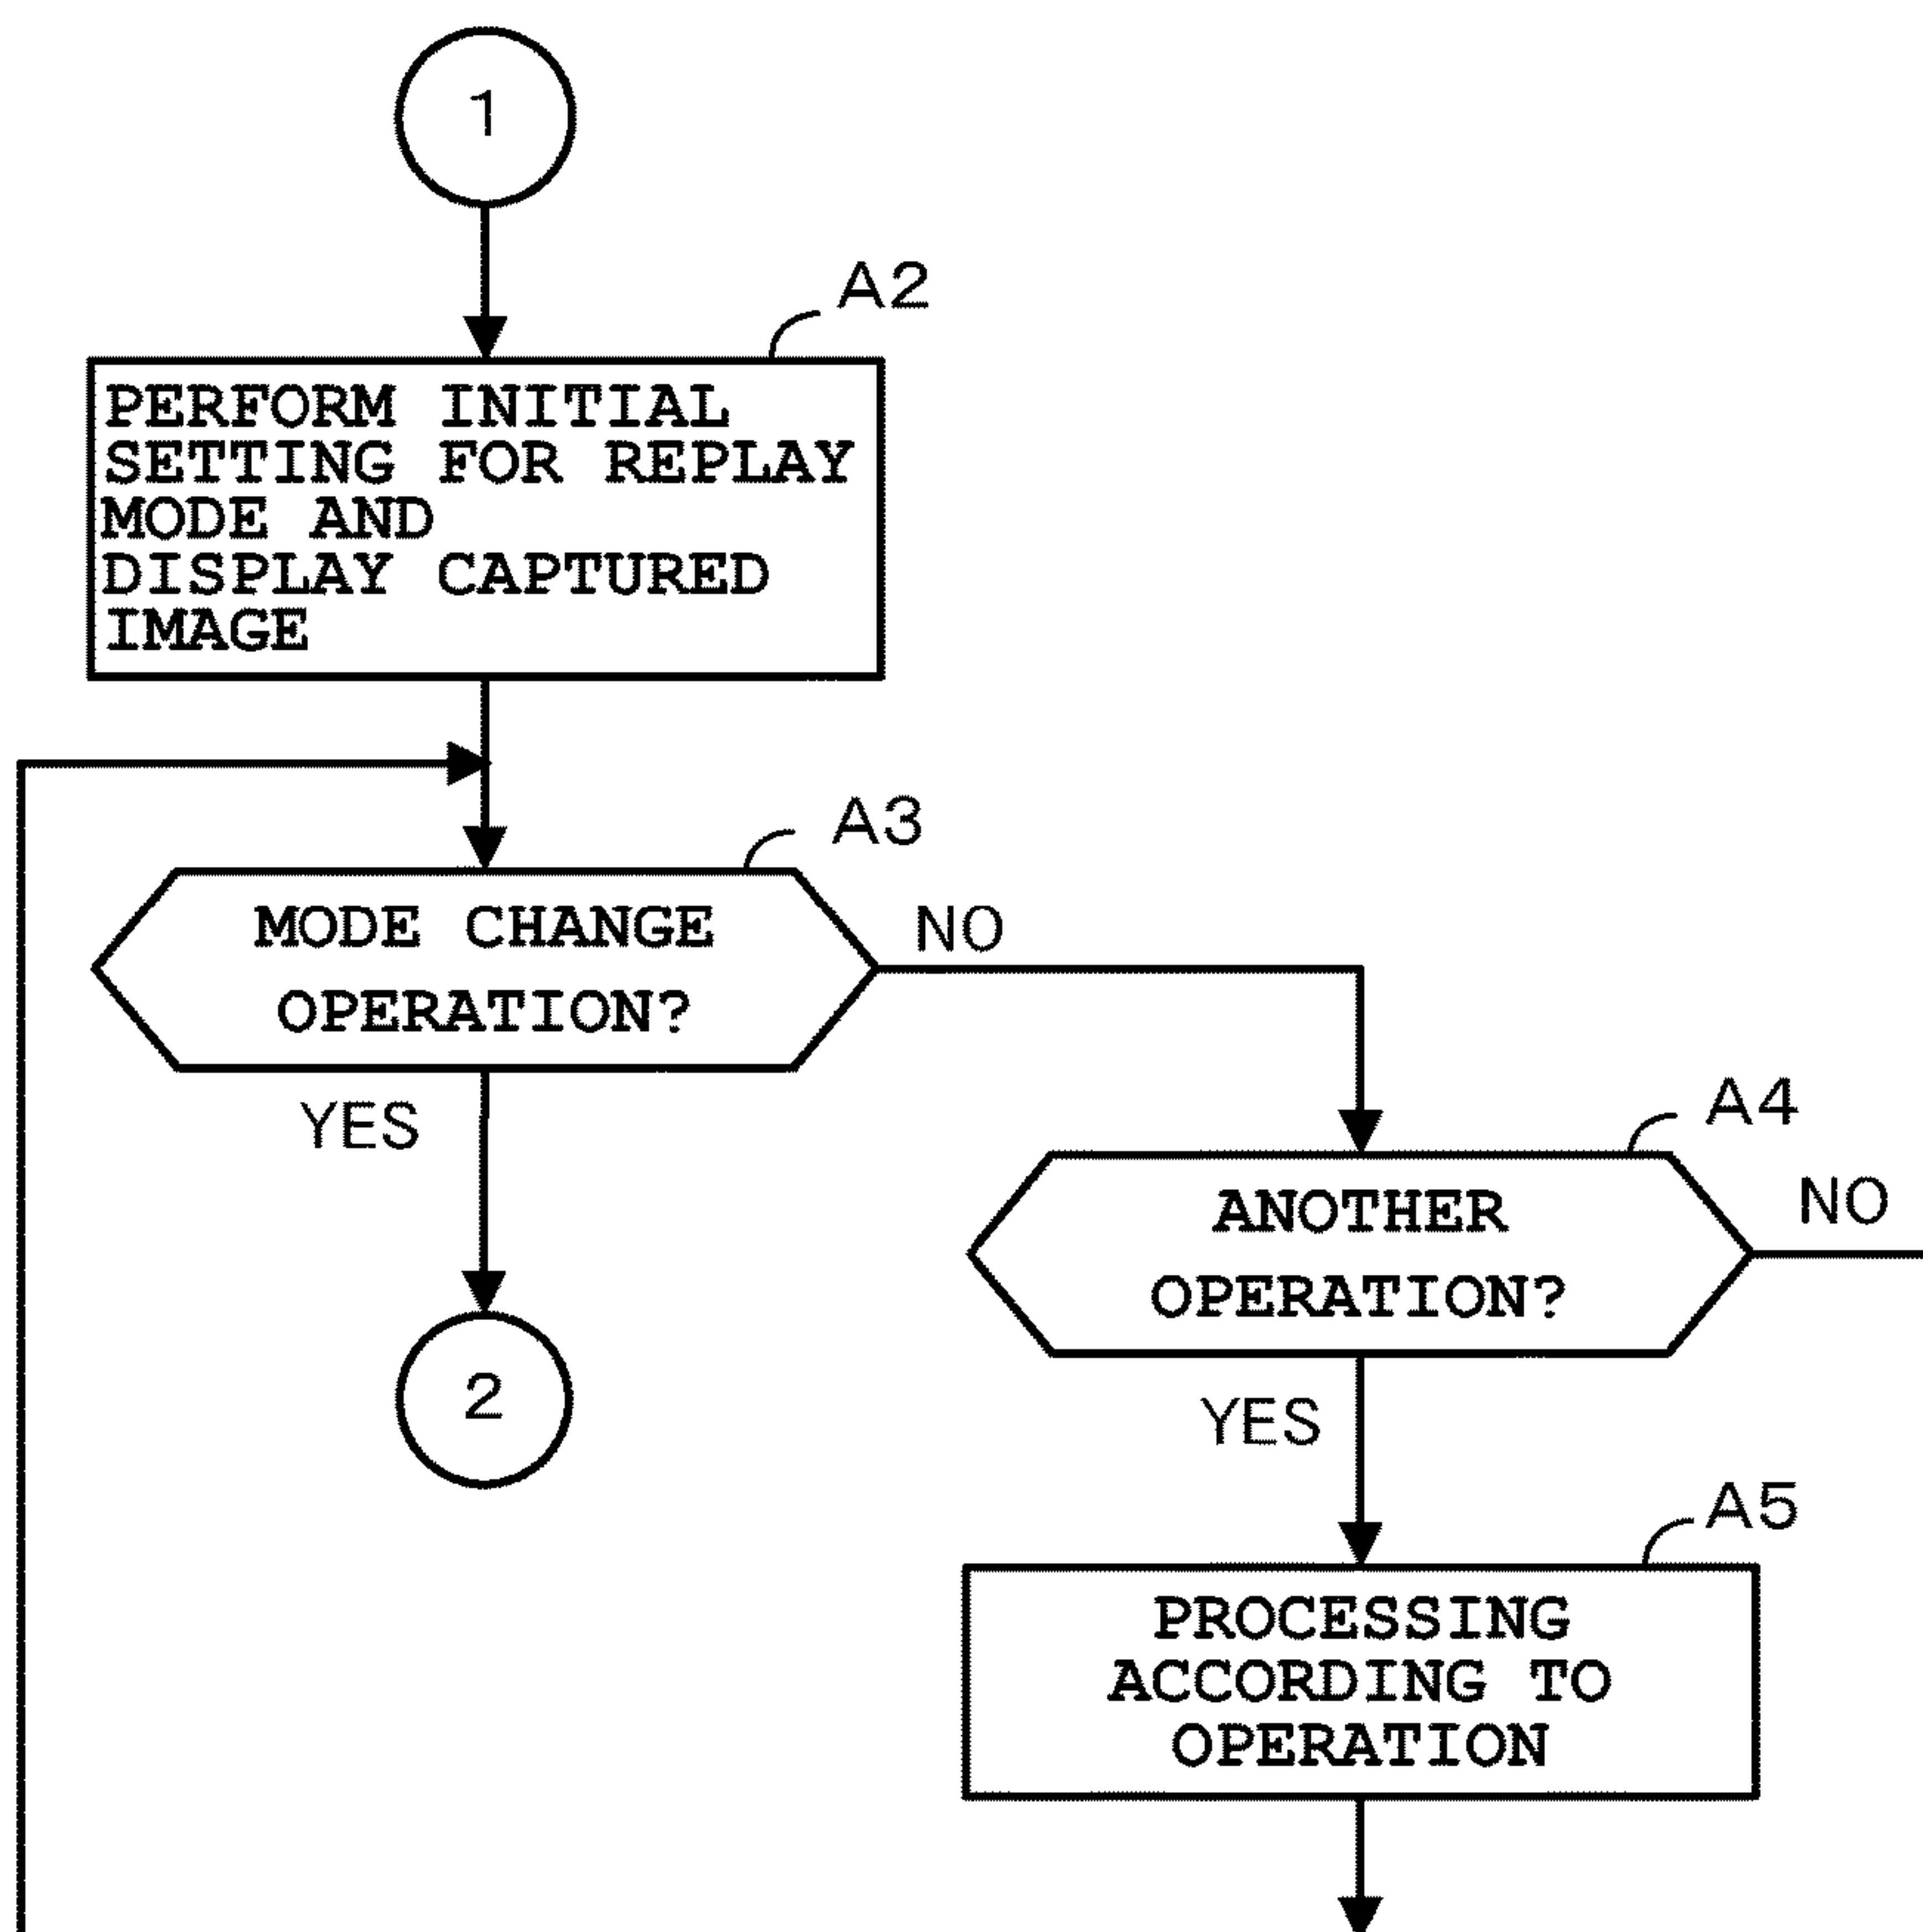 1
A2
PERFORM INITIAL
SETTING FOR REPLAY
MODE AND
DISPLAY CAPTURED
IMAGE
A3
MODE CHANGE
OPERATION?
NO
YES
2
A4
ANOTHER
OPERATION?
NO
YES
A5
PROCESSING
ACCORDING TO
OPERATION